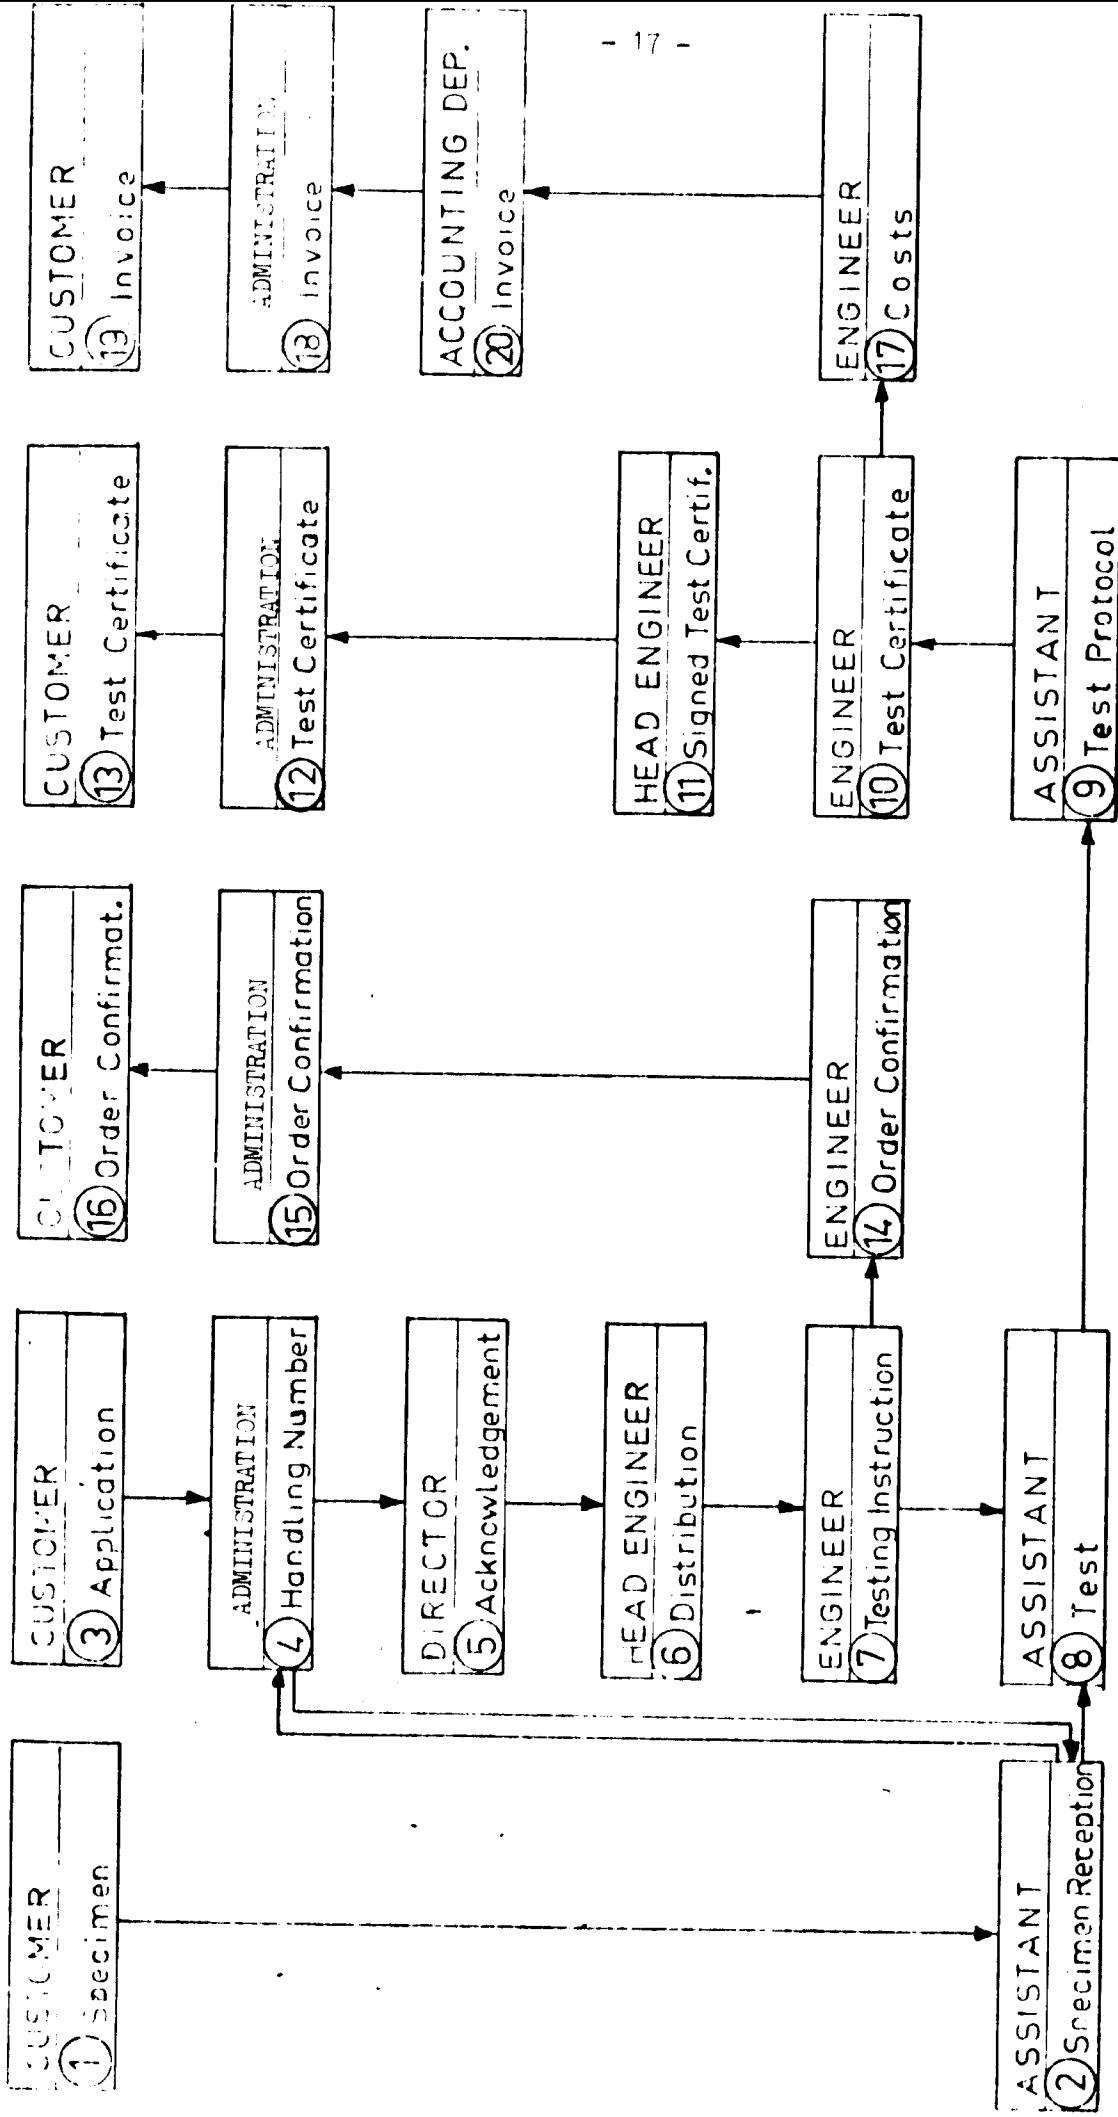 - 17 -
CUSTOMER
1 Specimen
ASSISTANT
2 Specimen Reception
CUSTOMER
3 Application
ADMINISTRATION
4 Handling Number
DIRECTOR
5 Acknowledgement
HEAD ENGINEER
6 Distribution
ENGINEER
7 Testing Instruction
ASSISTANT
8 Test
CUSTOMER
16 Order Confirmat.
ADMINISTRATION
15 Order Confirmation
ENGINEER
14 Order Confirmation
CUSTOMER
13 Test Certificate
ADMINISTRATION
12 Test Certificate
HEAD ENGINEER
11 Signed Test Certif.
ENGINEER
10 Test Certificate
ASSISTANT
9 Test Protocol
CUSTOMER
19 Invoice
ADMINISTRATION
18 Invoice
ACCOUNTING DEP.
20 Invoice
ENGINEER
17 Costs